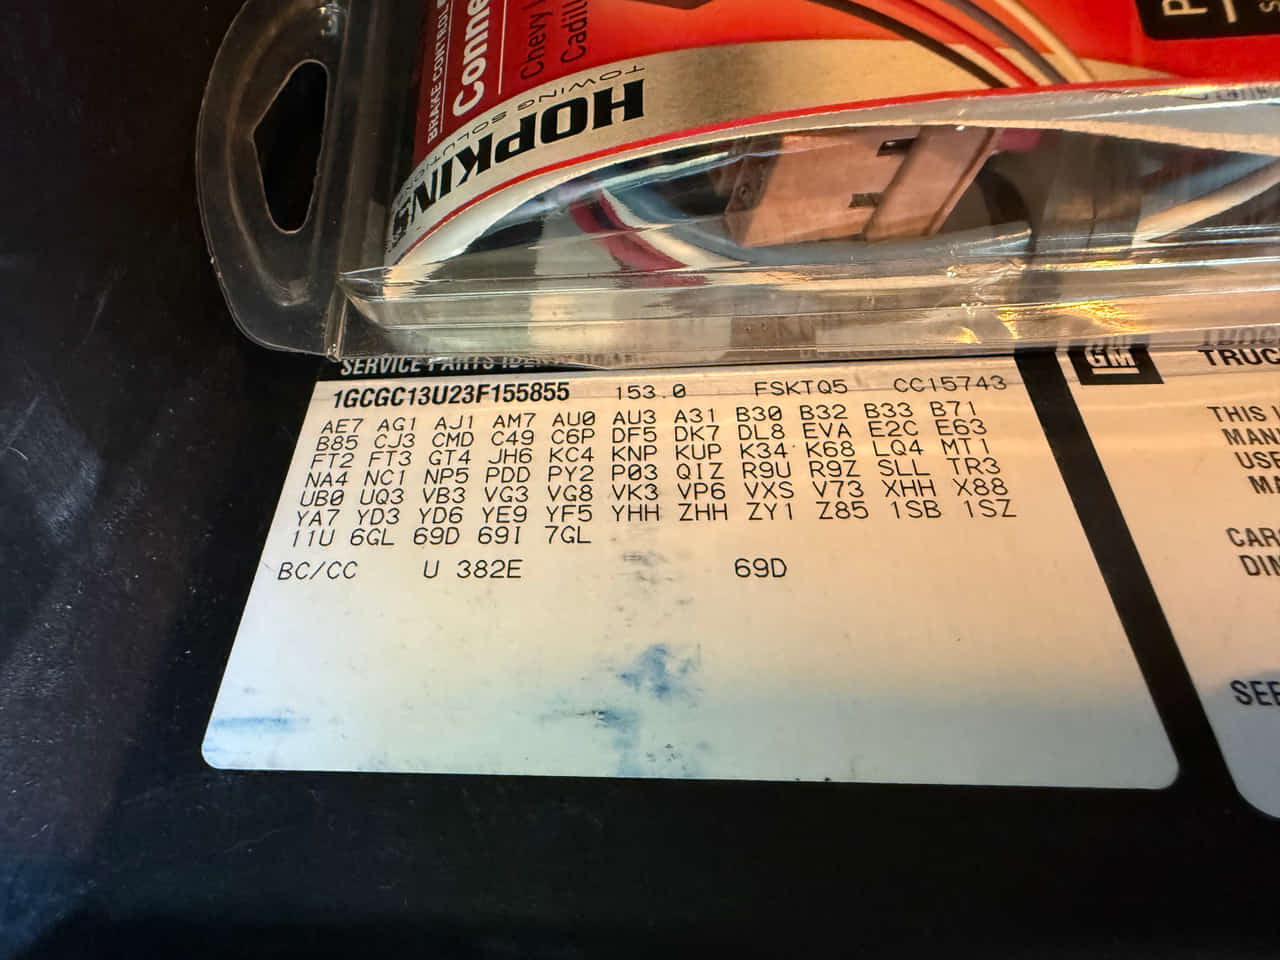 BRAKE CONTROL
Conne
Chevy
Cadil
HOPKINS
TOWING SOLUTIONS
SERVICE PARTS IDEN
1GCGC13U23F155855 153.0 FSKTQ5 CC15743
AE7 AG1 AJ1 AM7 AU0 AU3 A31 B30 B32 B33 B71
B85 CJ3 CMD C49 C6P DF5 DK7 DL8 EVA E2C E63
FT2 FT3 GT4 JH6 KC4 KNP KUP K34 K68 LQ4 MT1
NA4 NC1 NP5 PDD PY2 P03 QIZ R9U R9Z SLL TR3
UB0 UQ3 VB3 VG3 VG8 VK3 VP6 VXS V73 XHH X88
YA7 YD3 YD6 YE9 YF5 YHH ZHH ZY1 Z85 1SB 1SZ
11U 6GL 69D 69I 7GL
BC/CC U 382E 69D
GM
TRUC
THIS
MAN
USE
MA
CAR
DIM
SEE